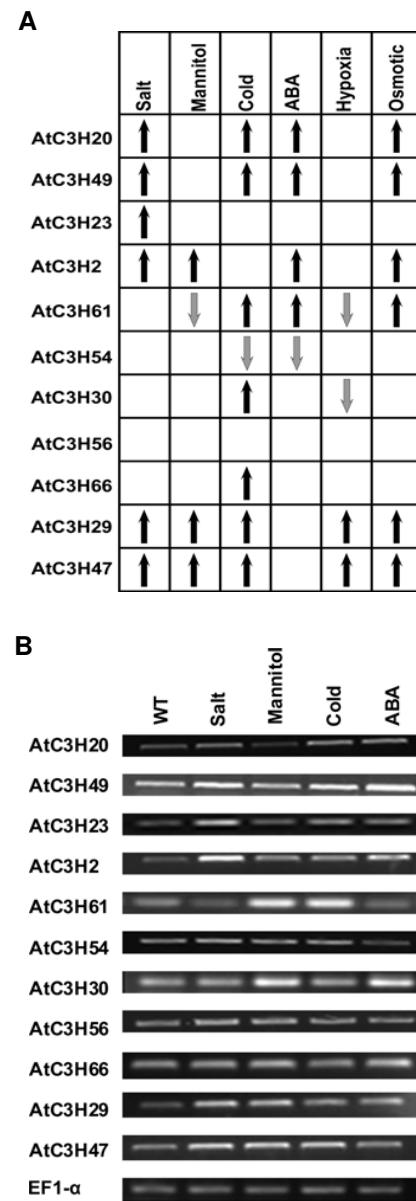 A
Salt Mannitol Cold ABA Hypoxia Osmotic
AtC3H20
AtC3H49
AtC3H23
AtC3H2
AtC3H61
AtC3H54
AtC3H30
AtC3H56
AtC3H66
AtC3H29
AtC3H47
B
WT Salt Mannitol Cold ABA
AtC3H20
AtC3H49
AtC3H23
AtC3H2
AtC3H61
AtC3H54
AtC3H30
AtC3H56
AtC3H66
AtC3H29
AtC3H47
EF1-α